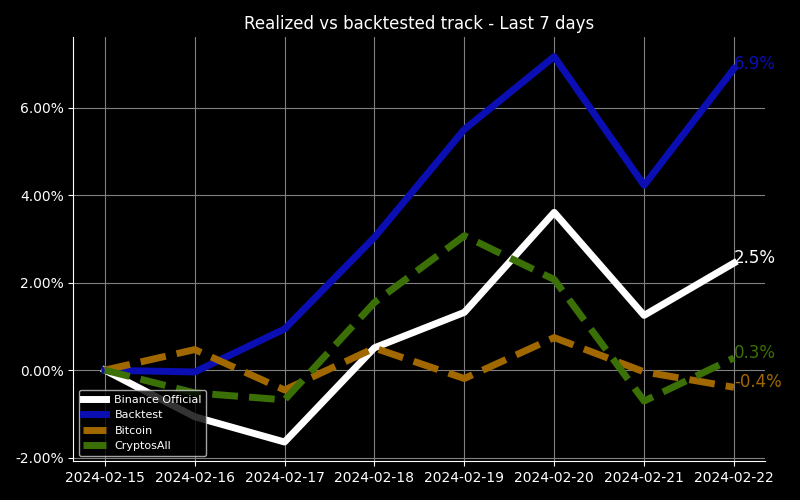 Realized vs backtested track - Last 7 days
6.9%
6.00%
4.00%
2.5%
2.00%
0.3%
0.00%
-0.4%
Binance Official
Backtest
Bitcoin
CryptosAll
-2.00%
2024-02-15 2024-02-16 2024-02-17 2024-02-18 2024-02-19 2024-02-20 2024-02-21 2024-02-22